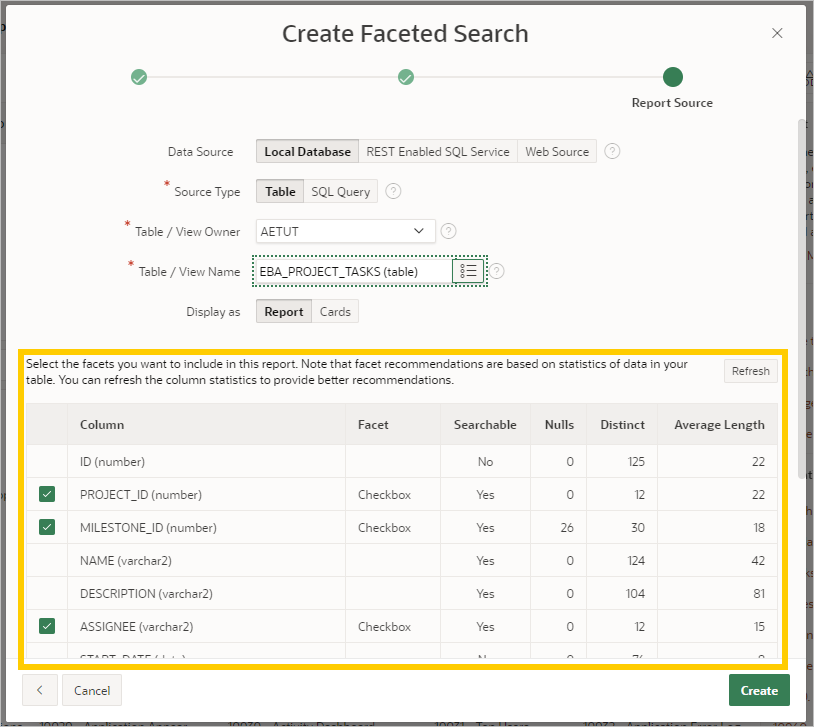 Create Faceted Search
Report Source
Data Source Local Database REST Enabled SQL Service Web Source ?
* Source Type Table SQL Query ?
* Table / View Owner AETUT ?
* Table / View Name EBA_PROJECT_TASKS (table) ?
Display as Report Cards
Select the facets you want to include in this report. Note that facet recommendations are based on statistics of data in your
table. You can refresh the column statistics to provide better recommendations.
Refresh
Column Facet Searchable Nulls Distinct Average Length
ID (number) No 0 125 22
PROJECT_ID (number) Checkbox Yes 0 12 22
MILESTONE_ID (number) Checkbox Yes 26 30 18
NAME (varchar2) Yes 0 124 42
DESCRIPTION (varchar2) Yes 0 104 81
ASSIGNEE (varchar2) Checkbox Yes 0 12 15
Cancel Create